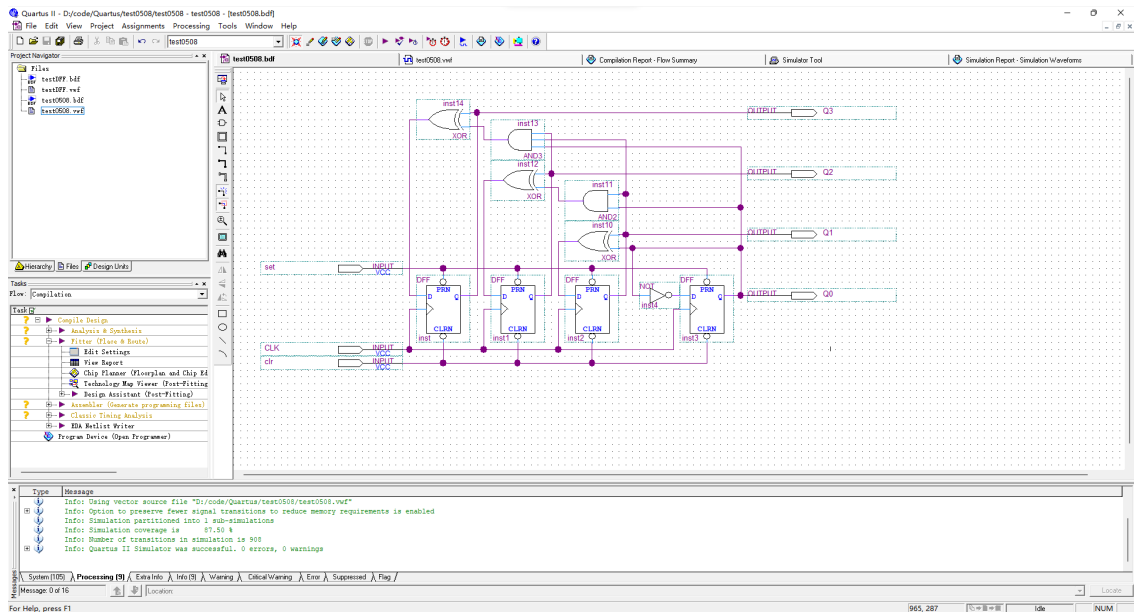 Quartus II - D:/code/Quartus/test0508/test0508 - test0508 - [test0508.bdf]
File Edit View Project Assignments Processing Tools Window Help
test0508
Project Navigator
Files
testDFF.bdf
testDFF.vwf
test0508.bdf
test0508.vwf
Hierarchy Files Design Units
Tasks
Flow: Compilation
Task
Compile Design
Analysis & Synthesis
Fitter (Place & Route)
Edit Settings
View Report
Chip Planner (Floorplan and Chip Ed
Technology Map Viewer (Post-Fitting
Design Assistant (Post-Fitting)
Assembler (Generate programming files)
Classic Timing Analysis
EDA Netlist Writer
Program Device (Open Programmer)
test0508.bdf test0508.vwf Compilation Report - Flow Summary Simulator Tool Simulation Report - Simulation Waveforms
inst14
XOR
OUTPUT Q3
inst13
AND3
inst12
XOR
OUTPUT Q2
inst11
AND2
inst10
XOR
OUTPUT Q1
set INPUT
VCC
DFF DFF DFF NOT DFF
PRN PRN PRN PRN
D Q D Q D Q D Q
OUTPUT Q0
inst4
CLRN CLRN CLRN CLRN
inst inst1 inst2 inst3
CLK INPUT
VCC
clr INPUT
VCC
Type Message
Info: Using vector source file "D:/code/Quartus/test0508/test0508.vwf"
Info: Option to preserve fewer signal transitions to reduce memory requirements is enabled
Info: Simulation partitioned into 1 sub-simulations
Info: Simulation coverage is 87.50 %
Info: Number of transitions in simulation is 908
Info: Quartus II Simulator was successful. 0 errors, 0 warnings
System (105) Processing (9) Extra Info Info (9) Warning Critical Warning Error Suppressed Flag
Messages
Message: 0 of 16 Location: Locate
For Help, press F1 965, 287 Idle NUM